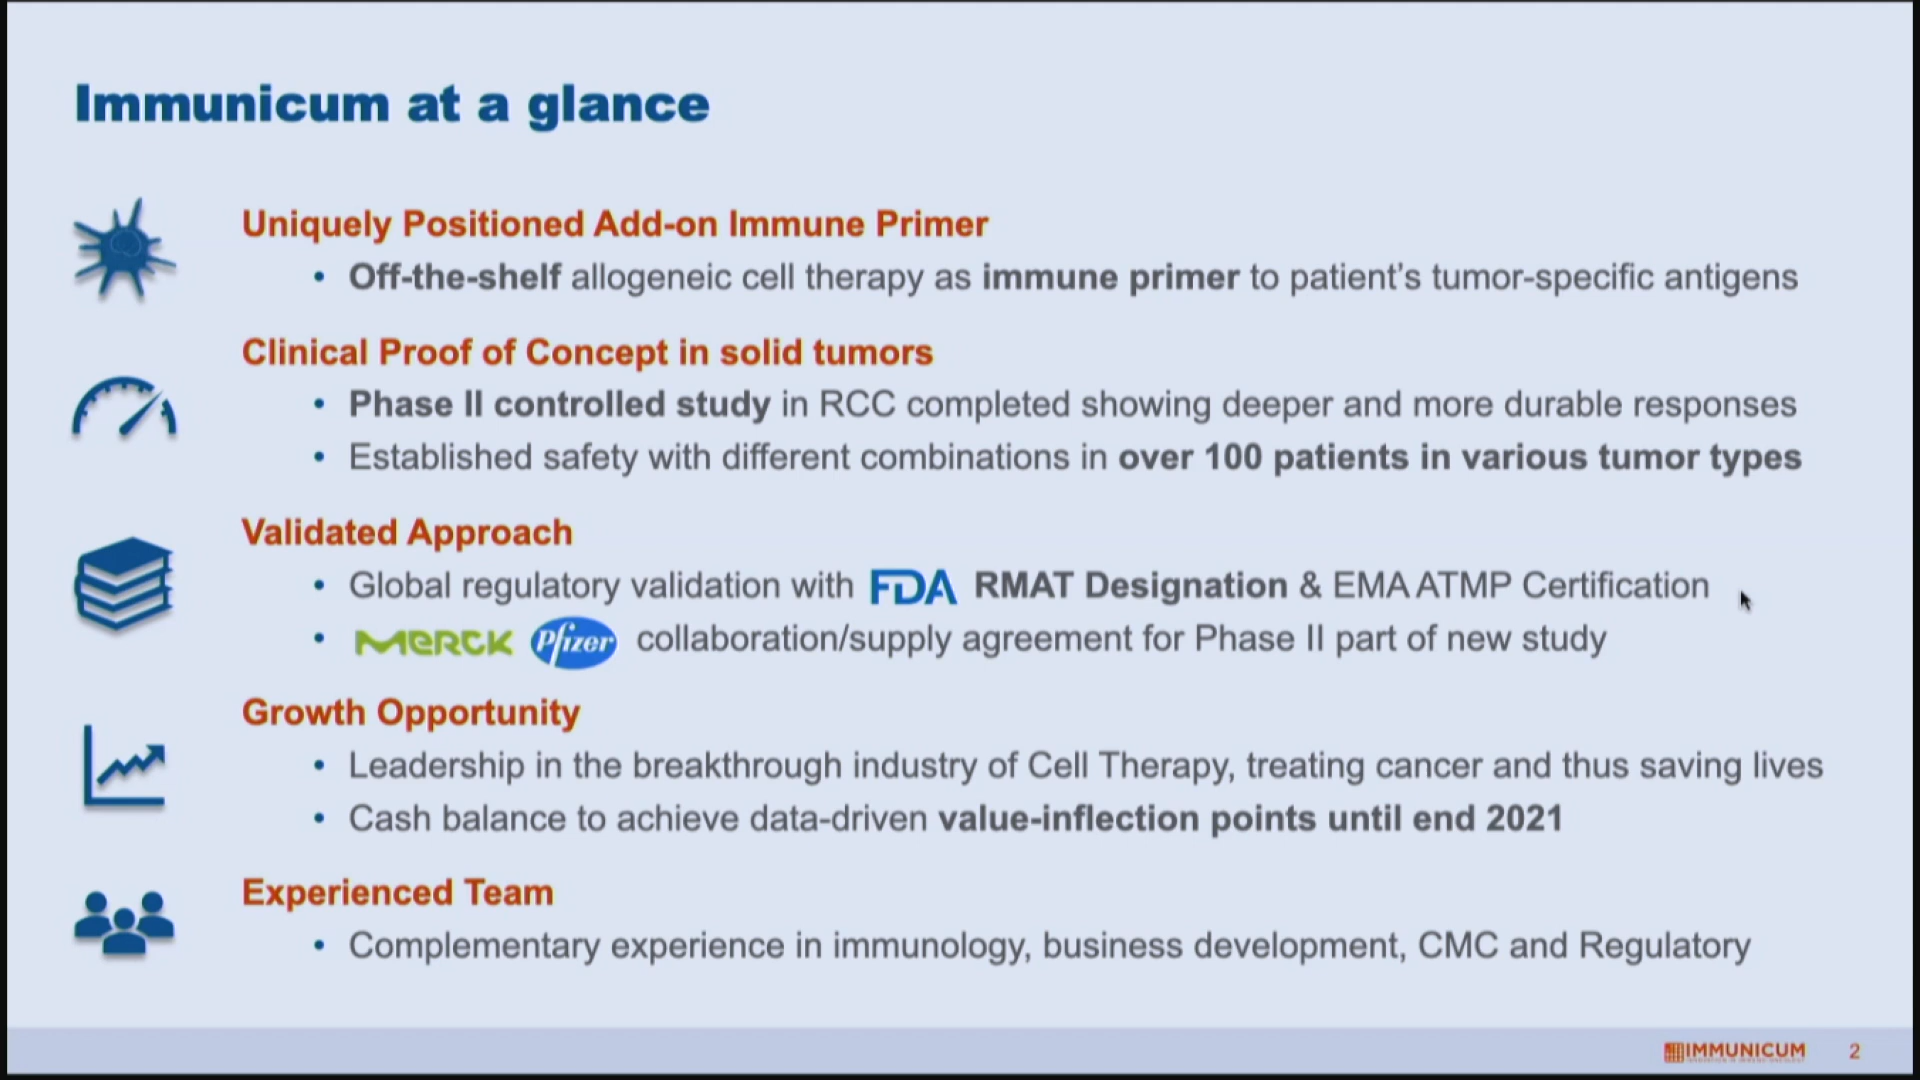 Immunicum at a glance
Uniquely Positioned Add-on Immune Primer
• Off-the-shelf allogeneic cell therapy as immune primer to patient's tumor-specific antigens
Clinical Proof of Concept in solid tumors
• Phase II controlled study in RCC completed showing deeper and more durable responses
• Established safety with different combinations in over 100 patients in various tumor types
Validated Approach
• Global regulatory validation with FDA RMAT Designation & EMA ATMP Certification
• MERCK Pfizer collaboration/supply agreement for Phase II part of new study
Growth Opportunity
• Leadership in the breakthrough industry of Cell Therapy, treating cancer and thus saving lives
• Cash balance to achieve data-driven value-inflection points until end 2021
Experienced Team
• Complementary experience in immunology, business development, CMC and Regulatory
IMMUNICUM 2